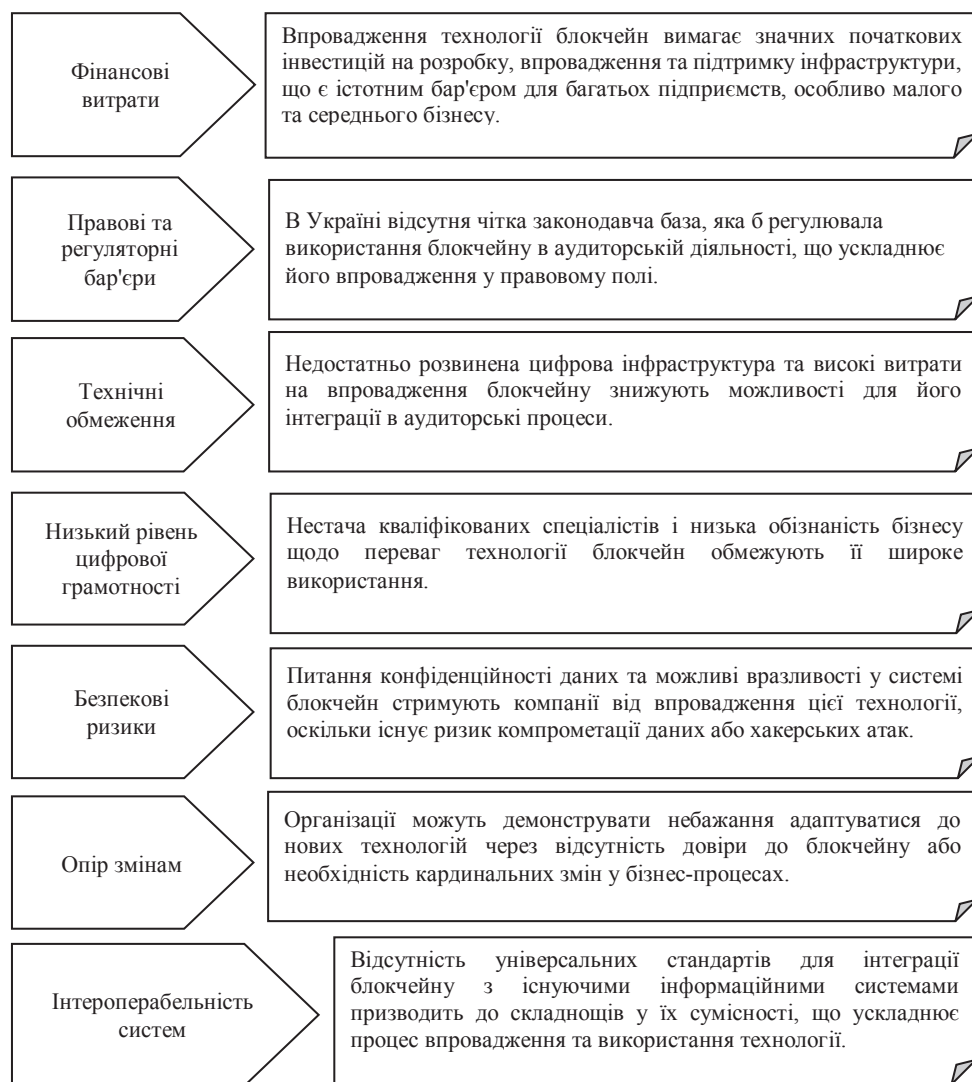 Фінансові
витрати
Впровадження технології блокчейн вимагає значних початкових
інвестицій на розробку, впровадження та підтримку інфраструктури,
що є істотним бар'єром для багатьох підприємств, особливо малого
та середнього бізнесу.
Правові та
регуляторні
бар'єри
В Україні відсутня чітка законодавча база, яка б регулювала
використання блокчейну в аудиторській діяльності, що ускладнює
його впровадження у правовому полі.
Технічні
обмеження
Недостатньо розвинена цифрова інфраструктура та високі витрати
на впровадження блокчейну знижують можливості для його
інтеграції в аудиторські процеси.
Низький рівень
цифрової
грамотності
Нестача кваліфікованих спеціалістів і низька обізнаність бізнесу
щодо переваг технології блокчейн обмежують її широке
використання.
Безпекові
ризики
Питання конфіденційності даних та можливі вразливості у системі
блокчейн стримують компанії від впровадження цієї технології,
оскільки існує ризик компрометації даних або хакерських атак.
Опір змінам
Організації можуть демонструвати небажання адаптуватися до
нових технологій через відсутність довіри до блокчейну або
необхідність кардинальних змін у бізнес-процесах.
Інтероперабельність
систем
Відсутність універсальних стандартів для інтеграції
блокчейну з існуючими інформаційними системами
призводить до складнощів у їх сумісності, що ускладнює
процес впровадження та використання технології.